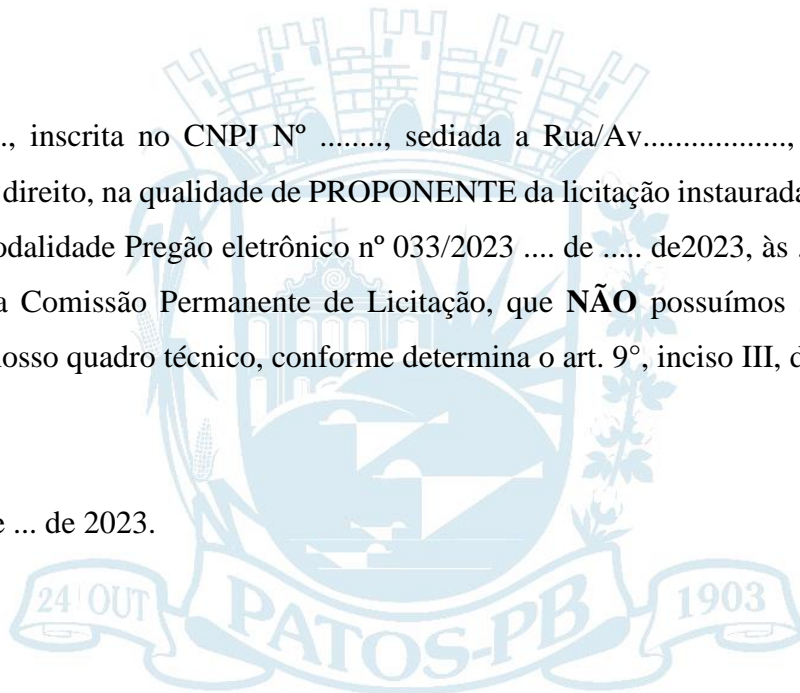 ..., inscrita no CNPJ Nº ........, sediada a Rua/Av.................,
direito, na qualidade de PROPONENTE da licitação instaurada
odalidade Pregão eletrônico nº 033/2023 .... de ..... de2023, às .
a Comissão Permanente de Licitação, que NÃO possuímos
osso quadro técnico, conforme determina o art. 9°, inciso III, d
e ... de 2023.
24 OUT
PATOS-PB
1903